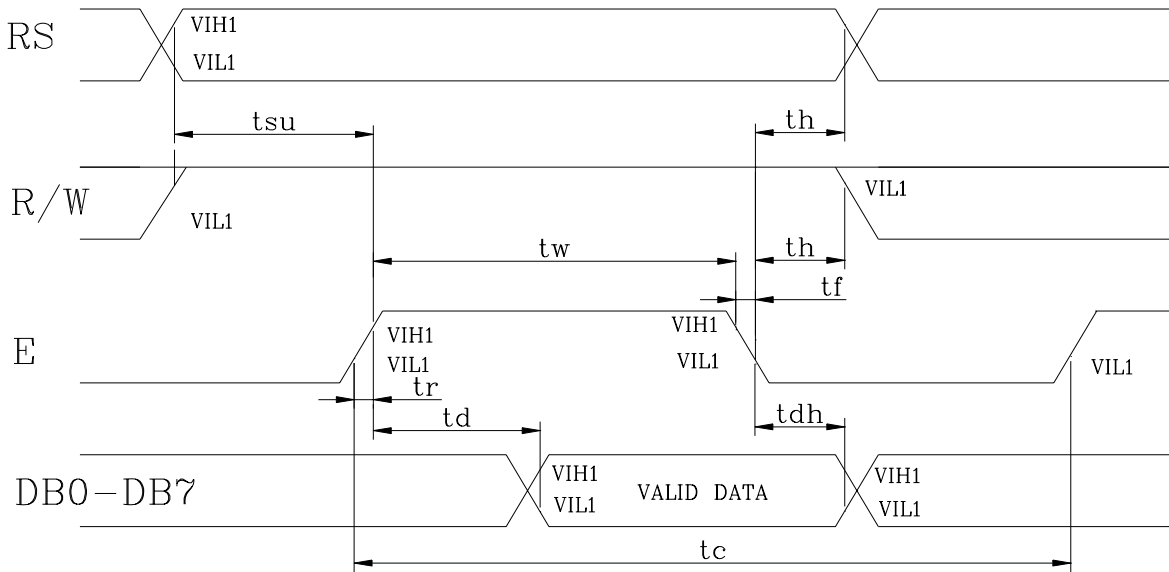 RS
VIH1
VIL1
tsu
th
R/W
VIL1
VIL1
tw
th
tf
E
VIH1
VIL1
VIH1
VIL1
VIL1
tr
td
tdh
DB0-DB7
VIH1
VIL1
VALID DATA
VIH1
VIL1
tc